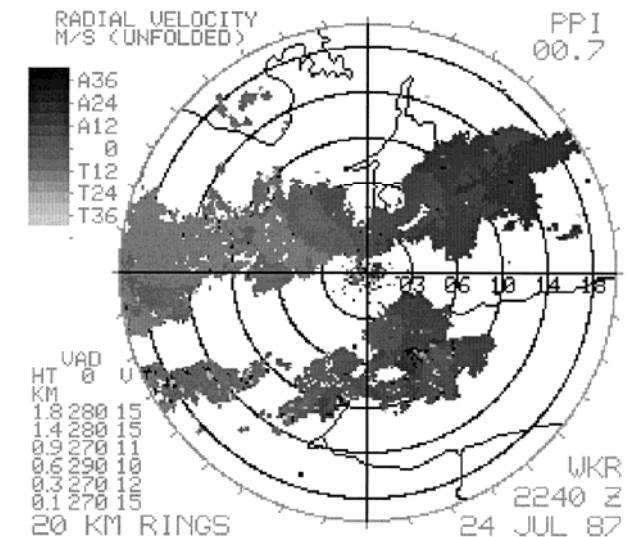 RADIAL VELOCITY
M/S (UNFOLDED)
PPI
00.7
A36
A24
A12
0
T12
T24
T36
03 06 10 14 18
VAD
HT θ V
KM
1.8 280 15
1.4 280 15
0.9 270 11
0.6 290 10
0.3 270 12
0.1 270 15
20 KM RINGS
WKR
2240 Z
24 JUL 87